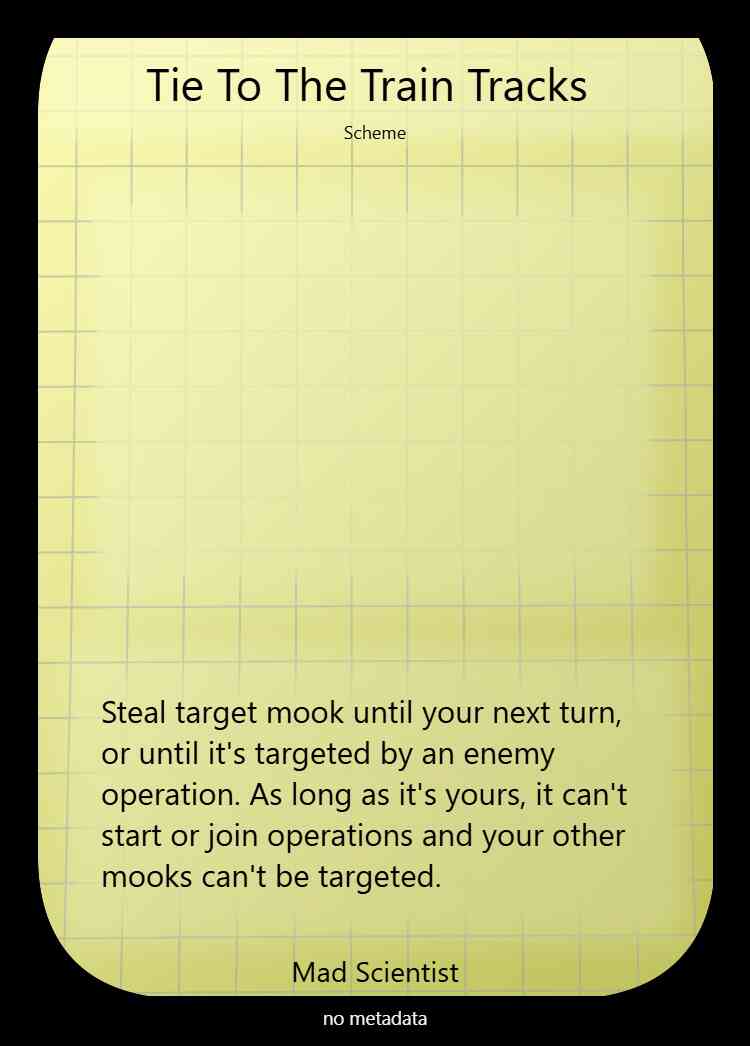 Tie To The Train Tracks
Scheme
Steal target mook until your next turn,
or until it's targeted by an enemy
operation. As long as it's yours, it can't
start or join operations and your other
mooks can't be targeted.
Mad Scientist
no metadata